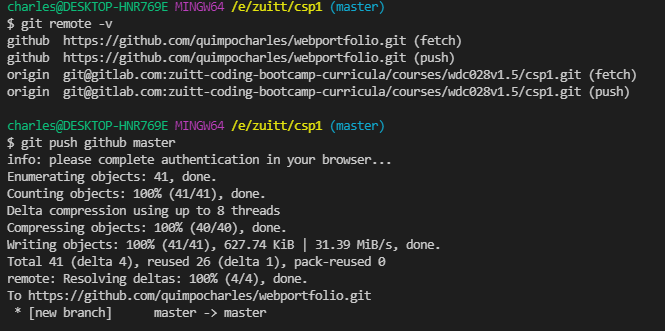 charles@DESKTOP-HNR769E MINGW64 /e/zuitt/csp1 (master)
$ git remote -v
github  https://github.com/quimpocharles/webportfolio.git (fetch)
github  https://github.com/quimpocharles/webportfolio.git (push)
origin  git@gitlab.com:zuitt-coding-bootcamp-curricula/courses/wdc028v1.5/csp1.git (fetch)
origin  git@gitlab.com:zuitt-coding-bootcamp-curricula/courses/wdc028v1.5/csp1.git (push)
charles@DESKTOP-HNR769E MINGW64 /e/zuitt/csp1 (master)
$ git push github master
info: please complete authentication in your browser...
Enumerating objects: 41, done.
Counting objects: 100% (41/41), done.
Delta compression using up to 8 threads
Compressing objects: 100% (40/40), done.
Writing objects: 100% (41/41), 627.74 KiB | 31.39 MiB/s, done.
Total 41 (delta 4), reused 26 (delta 1), pack-reused 0
remote: Resolving deltas: 100% (4/4), done.
To https://github.com/quimpocharles/webportfolio.git
 * [new branch]      master -> master